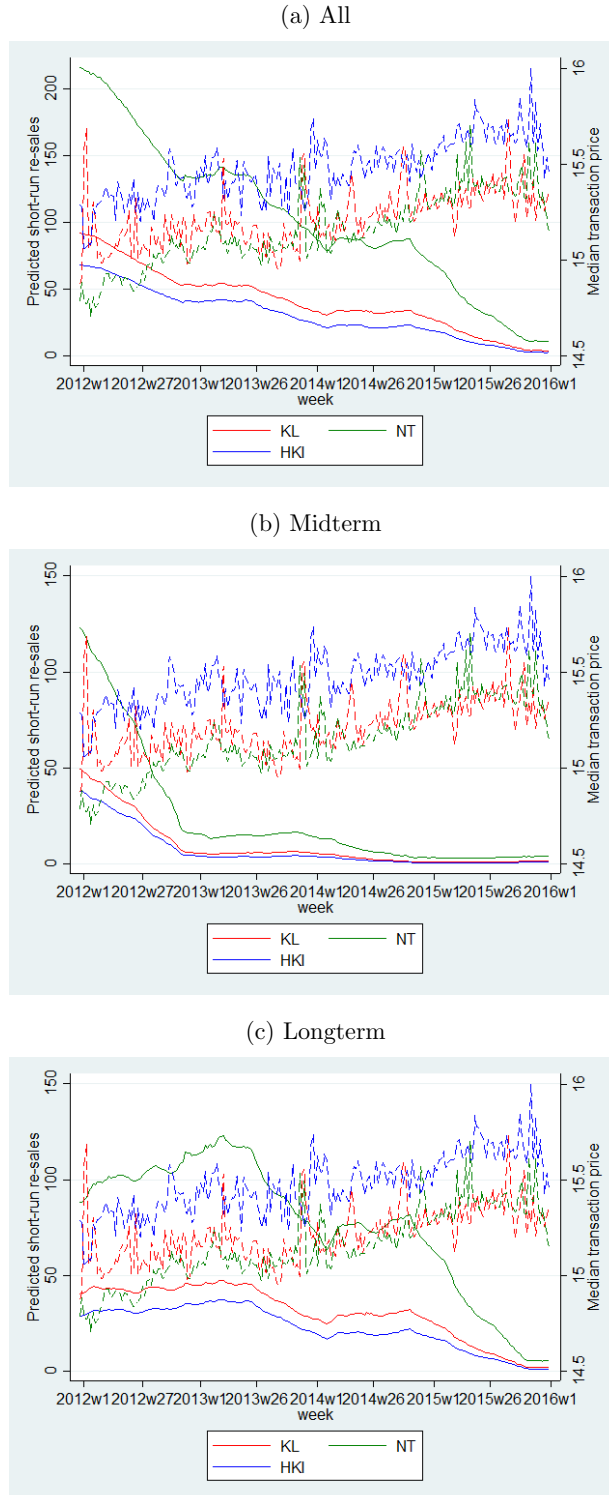 (a) All
Predicted short-run re-sales
0 50 100 150 200
14.5 15 15.5 16
Median transaction price
2012w1 2012w27 2013w1 2013w26 2014w1 2014w26 2015w1 2015w26 2016w1
week
KL NT
HKI
(b) Midterm
Predicted short-run re-sales
0 50 100 150
14.5 15 15.5 16
Median transaction price
2012w1 2012w27 2013w1 2013w26 2014w1 2014w26 2015w1 2015w26 2016w1
week
KL NT
HKI
(c) Longterm
Predicted short-run re-sales
0 50 100 150
14.5 15 15.5 16
Median transaction price
2012w1 2012w27 2013w1 2013w26 2014w1 2014w26 2015w1 2015w26 2016w1
week
KL NT
HKI